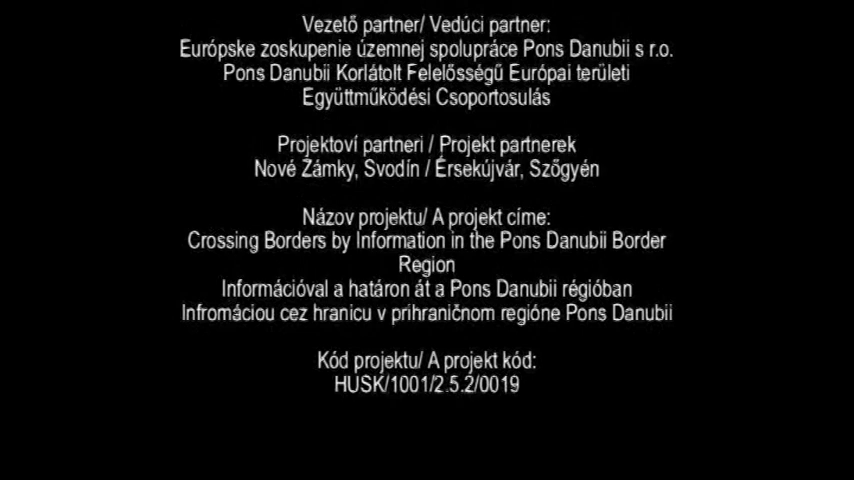 Vezető partner/ Vedúci partner:
Európske zoskupenie územnej spolupráce Pons Danubii s r.o.
Pons Danubii Korlátolt Felelősségű Európai területi
Együttműködési Csoportosulás
Projektoví partneri / Projekt partnerek
Nové Zámky, Svodín / Érsekújvár, Szőgyén
Názov projektu/ A projekt címe:
Crossing Borders by Information in the Pons Danubii Border
Region
Információval a határon át a Pons Danubii régióban
Infromáciou cez hranicu v prihraničnom regióne Pons Danubii
Kód projektu/ A projekt kód:
HUSK/1001/2.5.2/0019